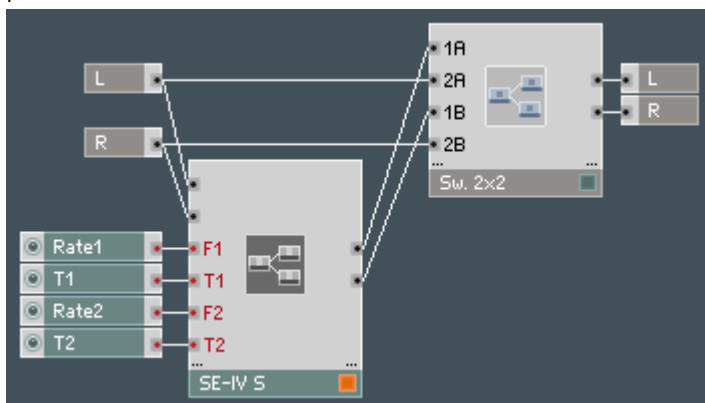 1A
L
2A
L
1B
R
R
2B
...
...
Sw. 2x2
Rate1
F1
T1
T1
Rate2
F2
T2
T2
...
...
SE-IV S